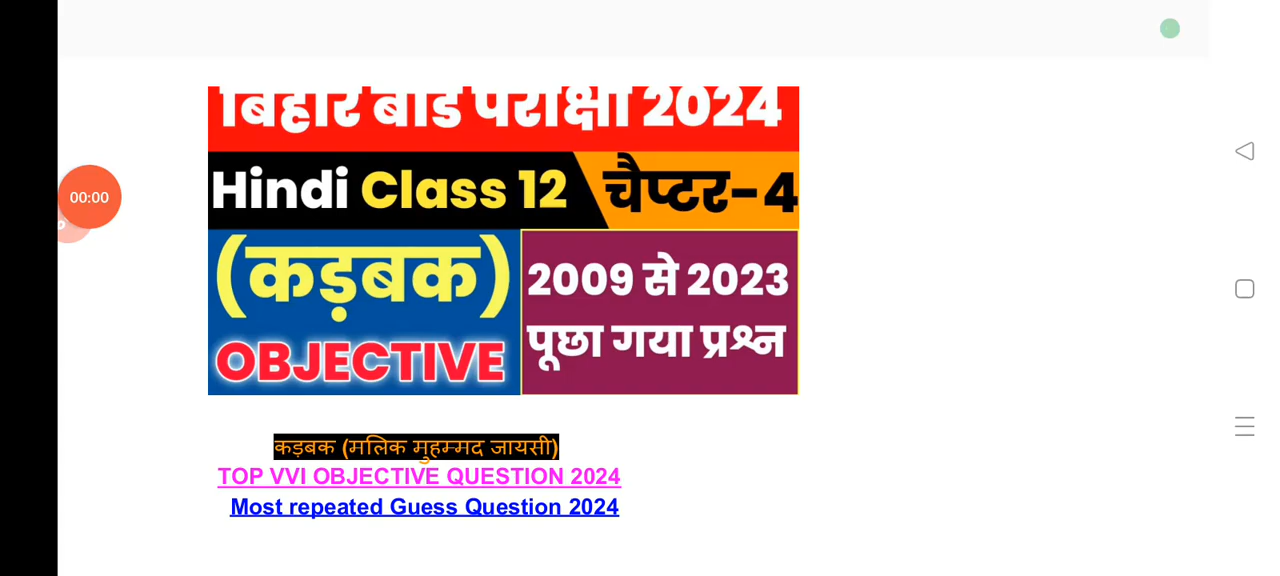 बिहार बोर्ड परीक्षा 2024
Hindi Class 12 चैप्टर-4
00:00
(कड़बक)
2009 से 2023
पूछा गया प्रश्न
OBJECTIVE
कड़बक (मलिक मुहम्मद जायसी)
TOP VVI OBJECTIVE QUESTION 2024
Most repeated Guess Question 2024